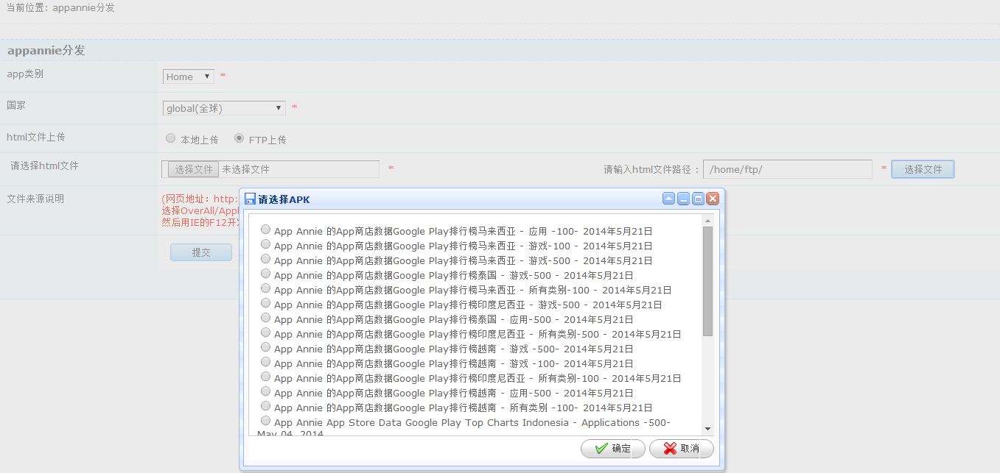 当前位置：appannie分发
appannie分发
app类别
Home
*
国家
global(全球)
*
html文件上传
本地上传
FTP上传
请选择html文件
选择文件 未选择文件
*
请输入html文件路径：
/home/ftp/
*
选择文件
文件来源说明
(网页地址：http:
选择OverAll/Appl
然后用IE的F12开
提交
请选择APK
App Annie 的App商店数据Google Play排行榜马来西亚 - 应用 -100- 2014年5月21日
App Annie 的App商店数据Google Play排行榜马来西亚 - 游戏-100 - 2014年5月21日
App Annie 的App商店数据Google Play排行榜马来西亚 - 游戏-500 - 2014年5月21日
App Annie 的App商店数据Google Play排行榜泰国 - 游戏-500 - 2014年5月21日
App Annie 的App商店数据Google Play排行榜马来西亚 - 所有类别-100 - 2014年5月21日
App Annie 的App商店数据Google Play排行榜印度尼西亚 - 游戏-500 - 2014年5月21日
App Annie 的App商店数据Google Play排行榜泰国 - 应用-500 - 2014年5月21日
App Annie 的App商店数据Google Play排行榜印度尼西亚 - 所有类别-500 - 2014年5月21日
App Annie 的App商店数据Google Play排行榜越南 - 游戏 -500- 2014年5月21日
App Annie 的App商店数据Google Play排行榜越南 - 游戏 -100- 2014年5月21日
App Annie 的App商店数据Google Play排行榜印度尼西亚 - 所有类别-100 - 2014年5月21日
App Annie 的App商店数据Google Play排行榜越南 - 应用-500 - 2014年5月21日
App Annie 的App商店数据Google Play排行榜越南 - 所有类别 -100- 2014年5月21日
App Annie App Store Data Google Play Top Charts Indonesia - Applications -500-
May 04, 2014
确定
取消